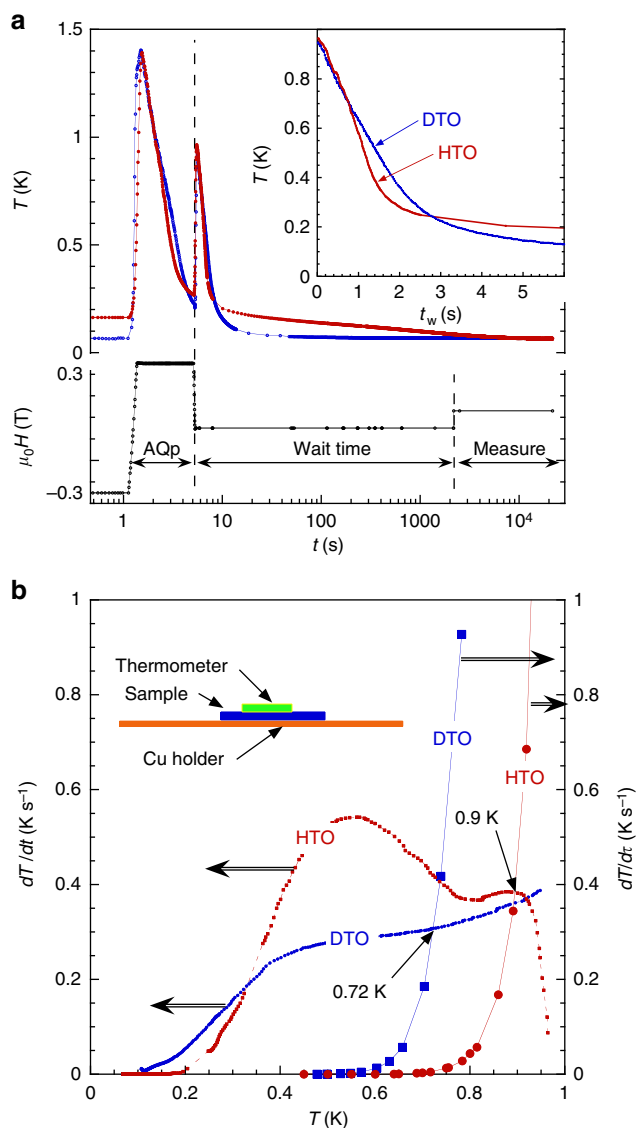 a
1.5
1
0.5
0
T (K)
0.8
0.6
0.4
0.2
0
T (K)
DTO
HTO
0 1 2 3 4 5
t_w (s)
0.3
−0.3
μ₀H (T)
AQp
Wait time
Measure
1 10 100 1000 10⁴
t (s)
b
1
0.8
0.6
0.4
0.2
0
dT/dt (K s⁻¹)
Thermometer
Sample
Cu holder
DTO
HTO
0.9 K
HTO
DTO
0.72 K
1
0.8
0.6
0.4
0.2
0
dT/dτ (K s⁻¹)
0 0.2 0.4 0.6 0.8 1
T (K)